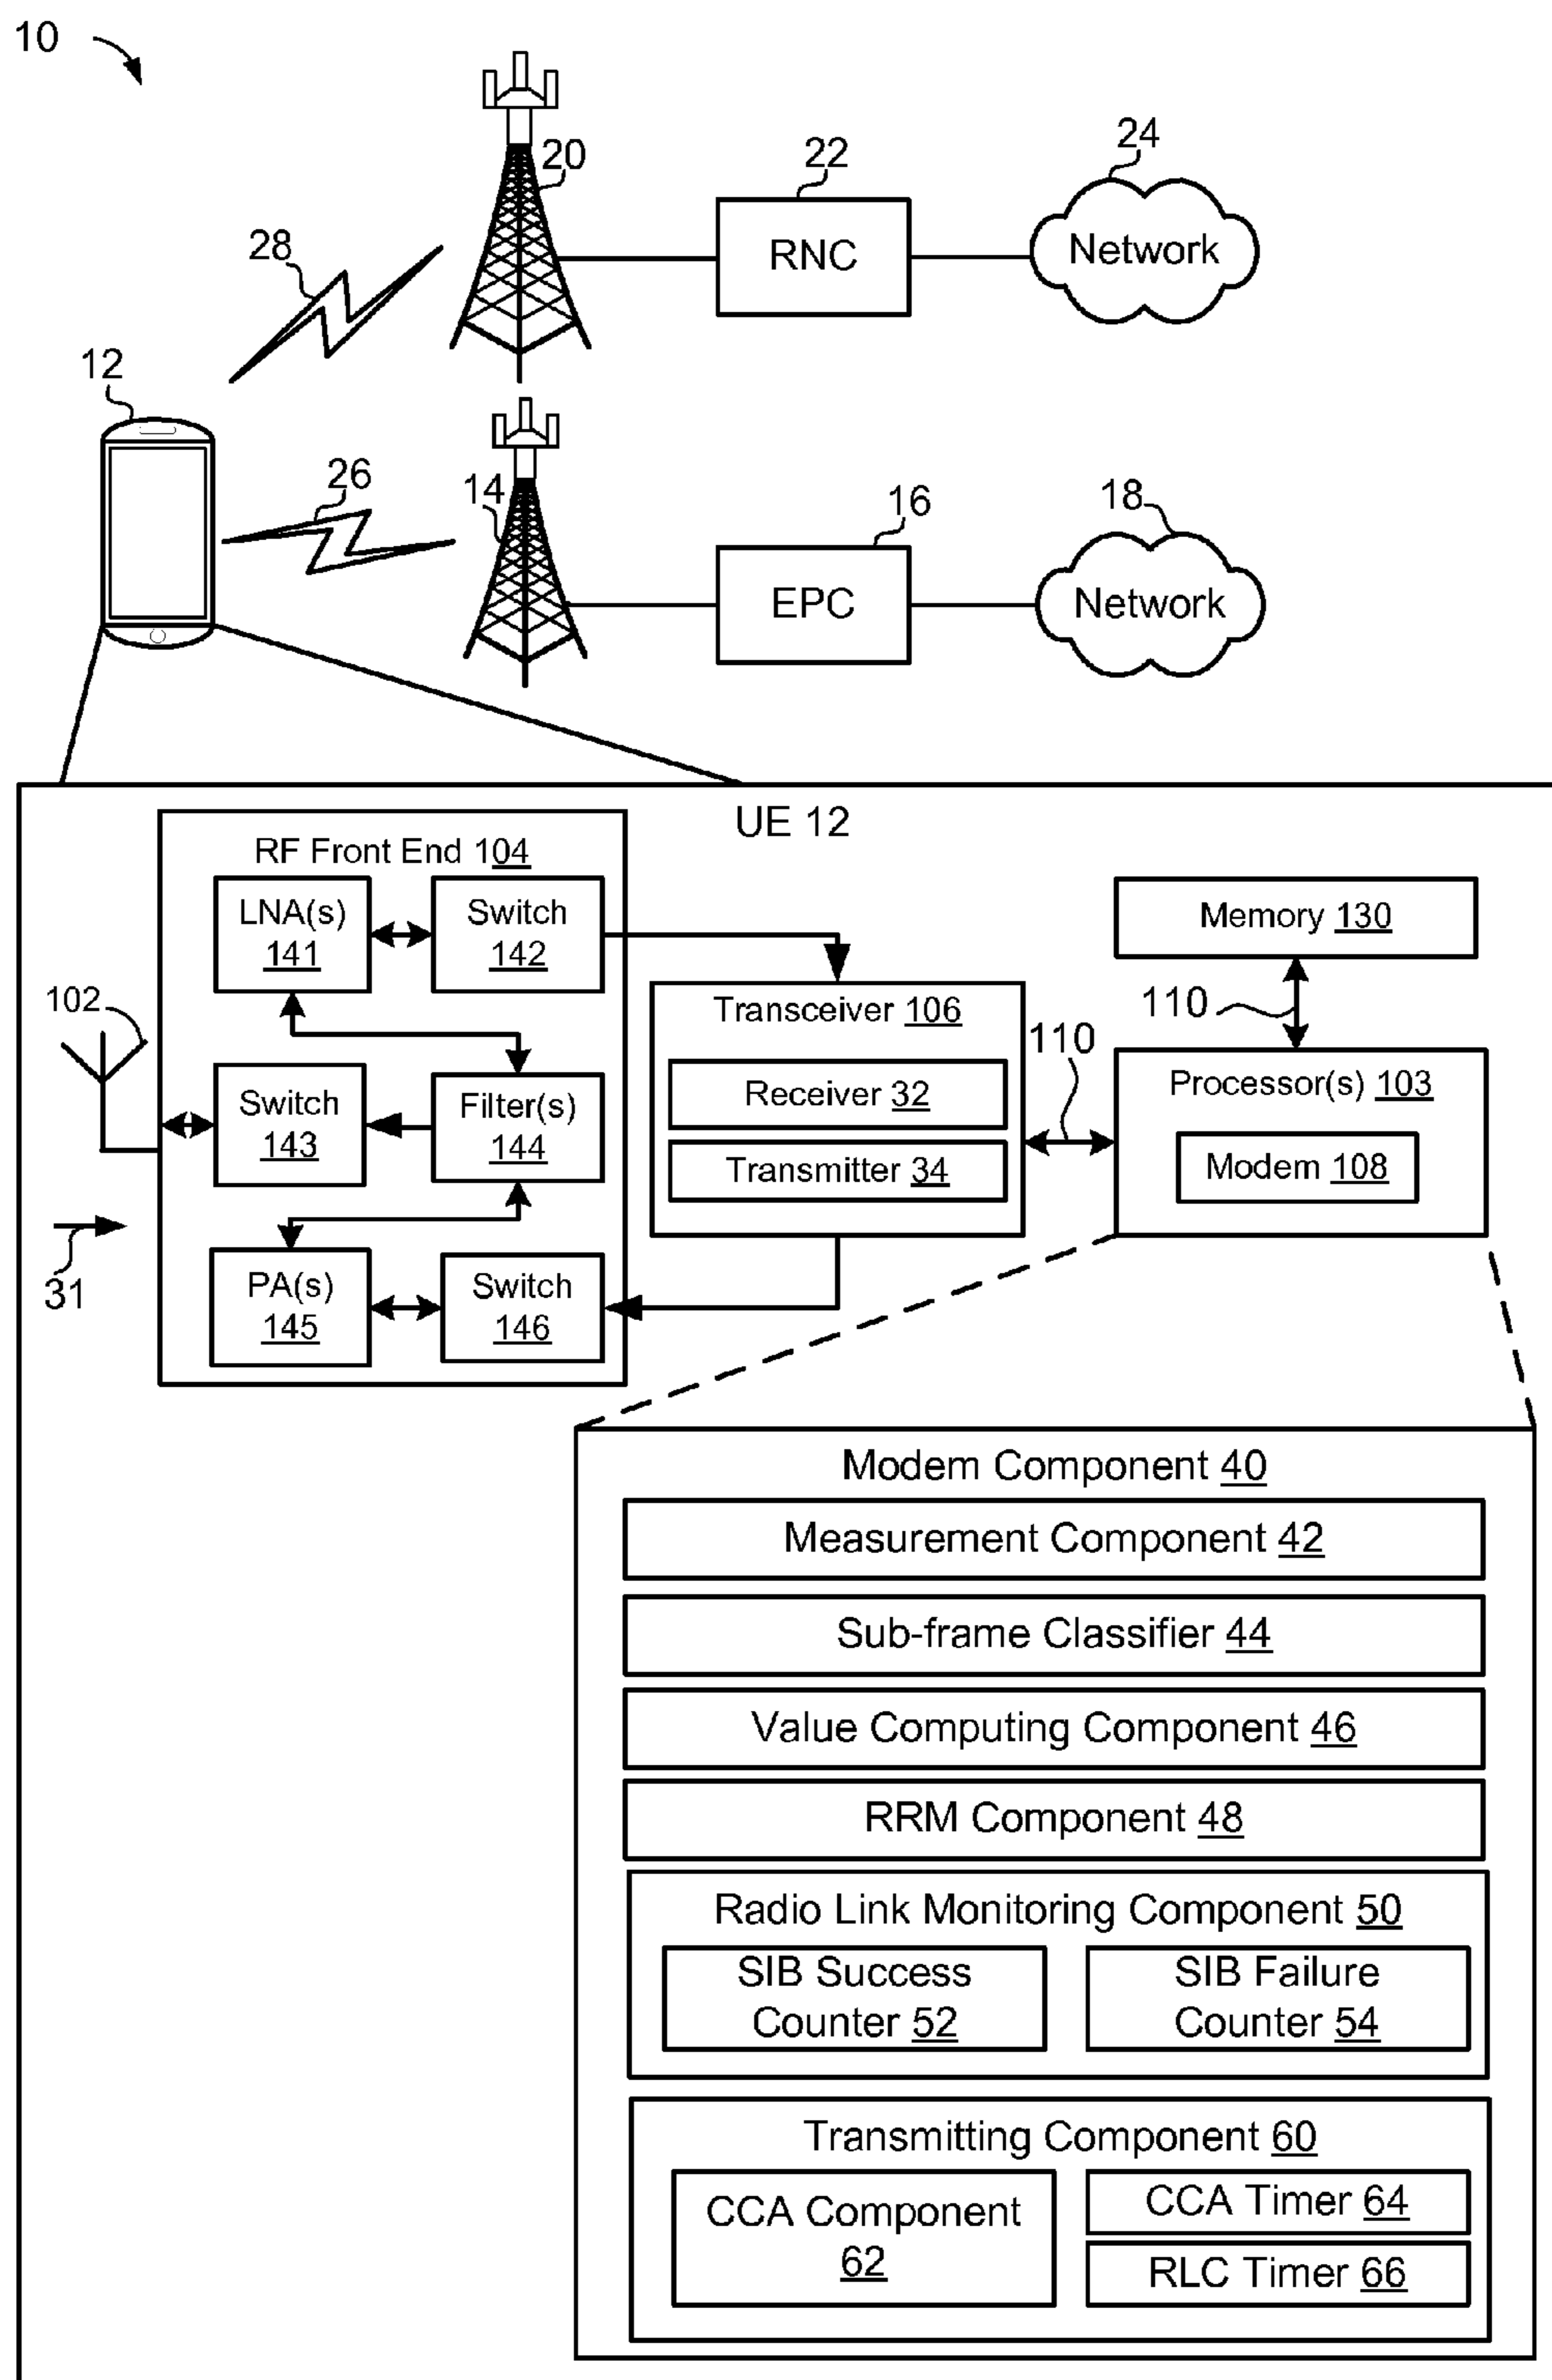 10
20
22
24
RNC
Network
28
12
26
14
16
18
EPC
Network
UE 12
RF Front End 104
LNA(s)
141
Switch
142
Memory 130
102
Transceiver 106
110
110
Receiver 32
Processor(s) 103
Switch
143
Filter(s)
144
Transmitter 34
Modem 108
31
PA(s)
145
Switch
146
Modem Component 40
Measurement Component 42
Sub-frame Classifier 44
Value Computing Component 46
RRM Component 48
Radio Link Monitoring Component 50
SIB Success
Counter 52
SIB Failure
Counter 54
Transmitting Component 60
CCA Component
62
CCA Timer 64
RLC Timer 66